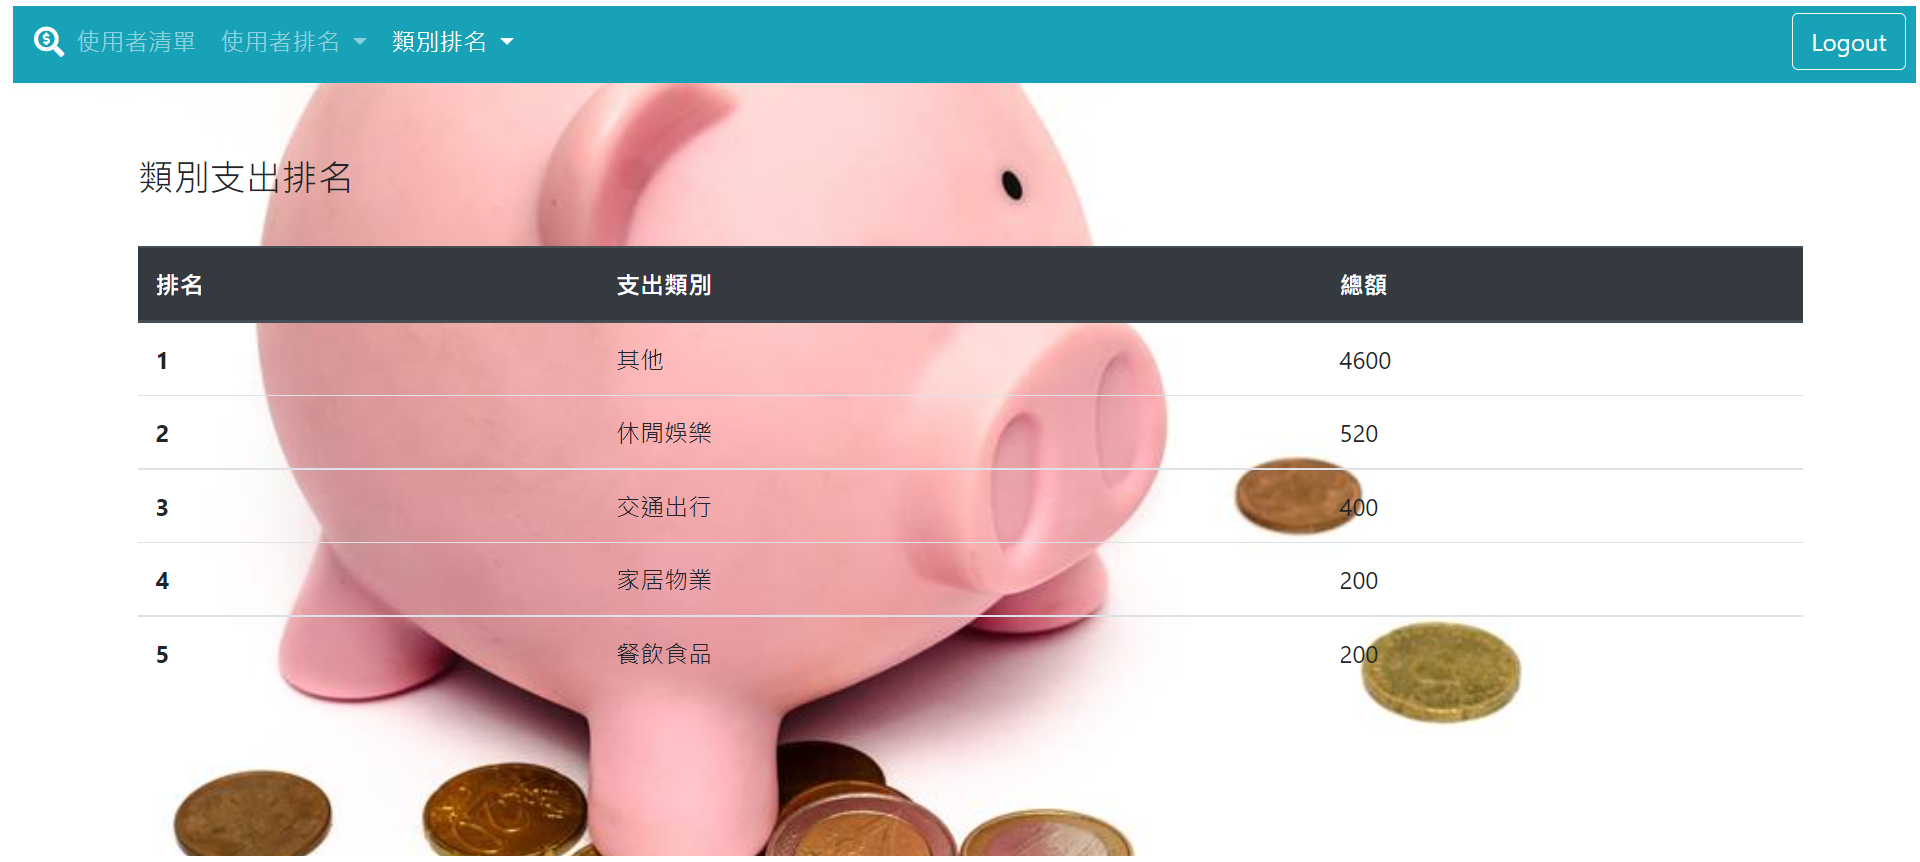 使用者清單 使用者排名 類別排名 Logout
類別支出排名
排名 支出類別 總額
1 其他 4600
2 休閒娛樂 520
3 交通出行 400
4 家居物業 200
5 餐飲食品 200